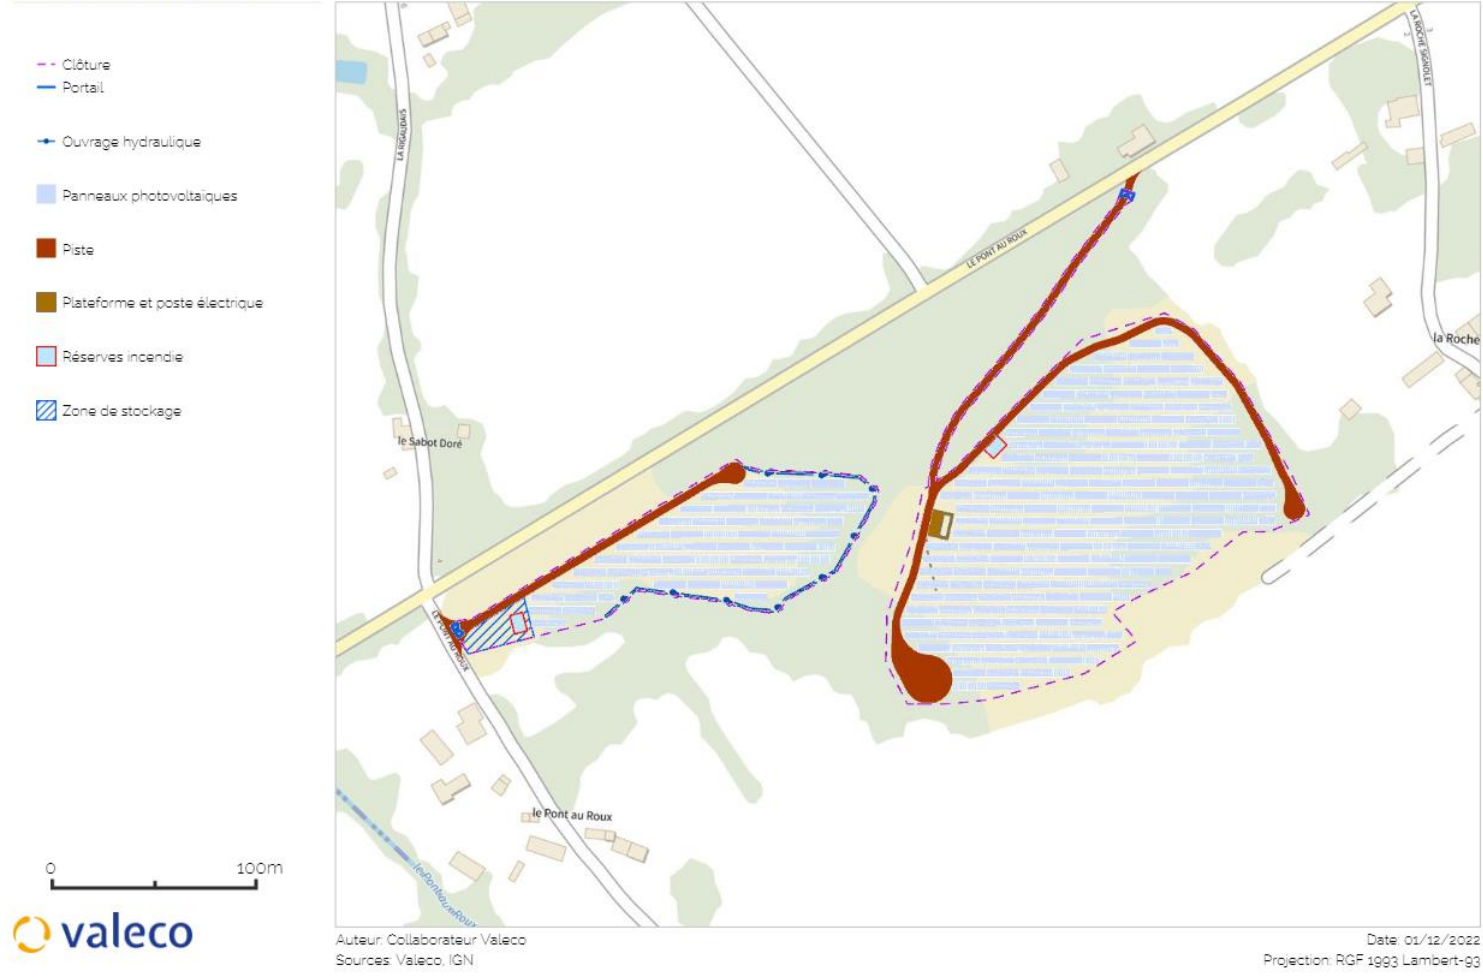 Clôture
Portail
Ouvrage hydraulique
Panneaux photovoltaïques
Piste
Plateforme et poste électrique
Réserves incendie
Zone de stockage
0 100m
valeco
LA RIGAUDAIS
LE PONT AU ROUX
LA ROCHE SIGNOLET
3
2
6
la Roche
le Sabot Doré
LE PONT AU ROUX
le Pont au Roux
le Pont au Roux
Auteur: Collaborateur Valeco
Sources: Valeco, IGN
Date: 01/12/2022
Projection: RGF 1993 Lambert-93